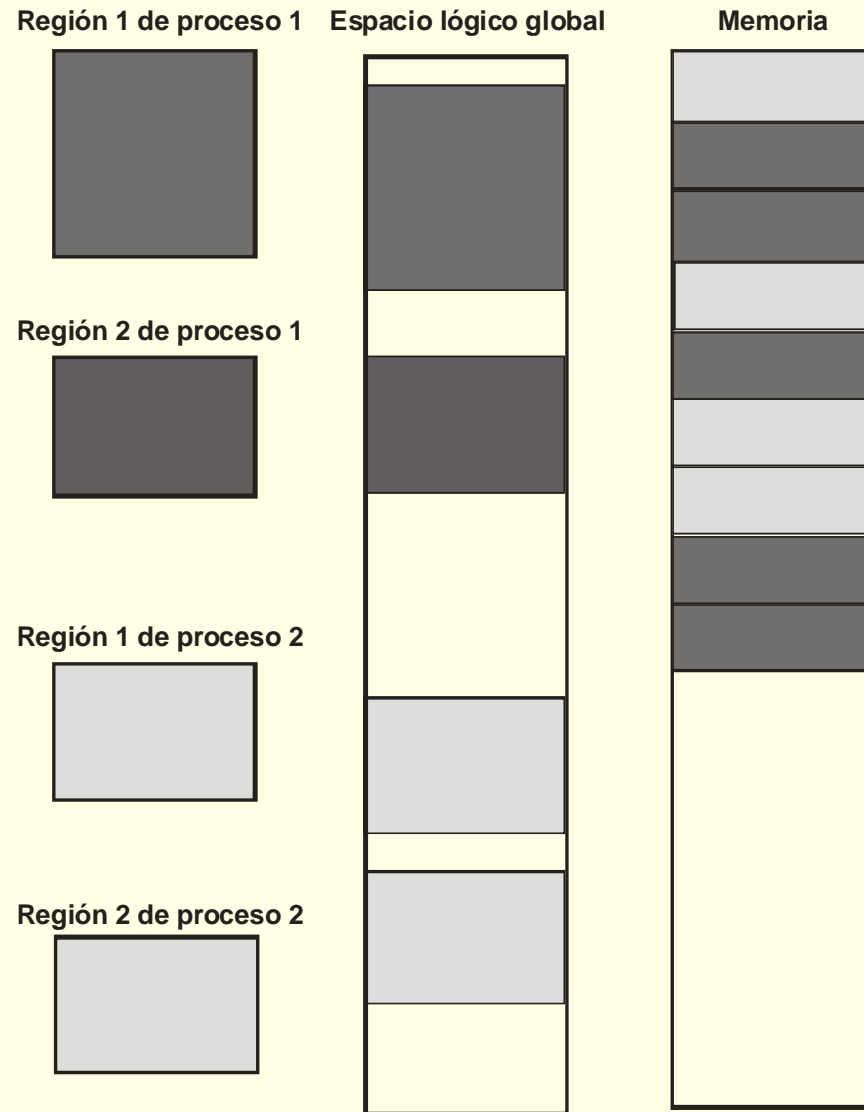 Región 1 de proceso 1
Espacio lógico global
Memoria
Región 2 de proceso 1
Región 1 de proceso 2
Región 2 de proceso 2